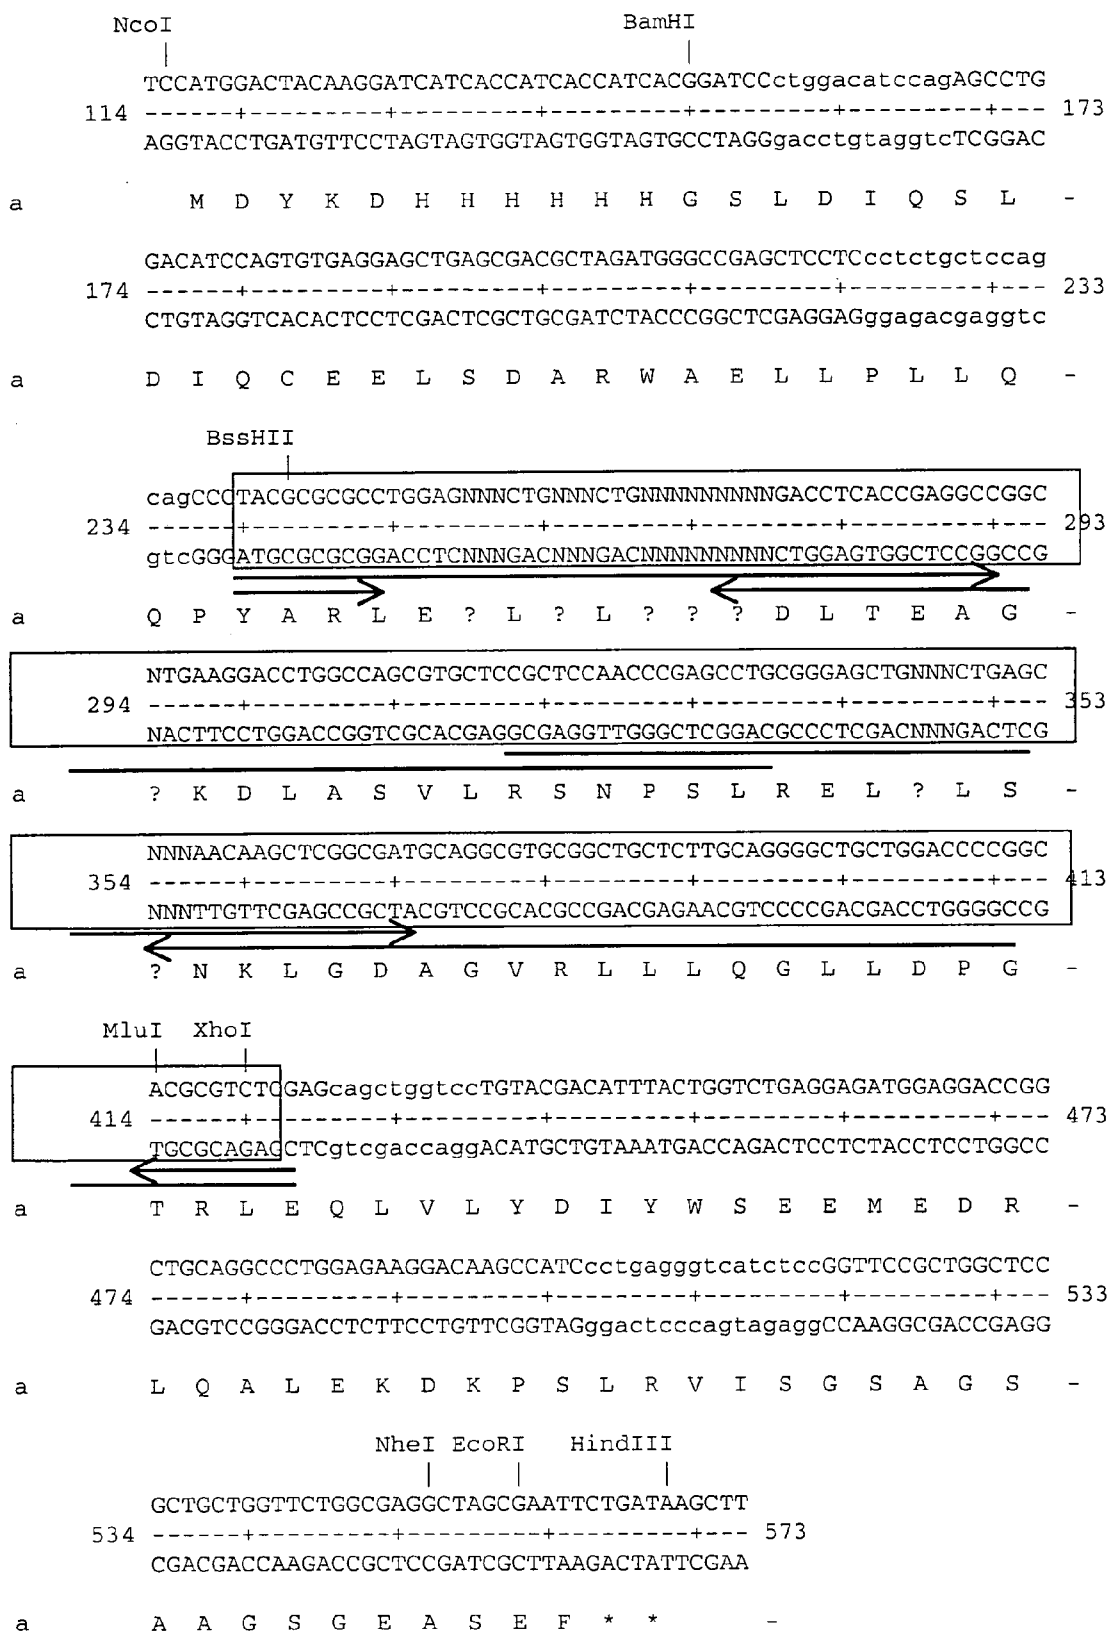 NcoI BamHI
TCCATGGACTACAAGGATCATCACCATCACCATCACGGATCCctggacatccagAGCCTG
114 ------+---------+---------+---------+---------+---------+--- 173
AGGTACCTGATGTTCCTAGTAGTGGTAGTGGTAGTGCCTAGGgacctgtaggtcTCGGAC
a M D Y K D H H H H H H G S L D I Q S L -
GACATCCAGTGTGAGGAGCTGAGCGACGCTAGATGGGCCGAGCTCCTCcctctgctccag
174 ------+---------+---------+---------+---------+---------+--- 233
CTGTAGGTCACACTCCTCGACTCGCTGCGATCTACCCGGCTCGAGGAGggagacgaggtc
a D I Q C E E L S D A R W A E L L P L L Q -
BssHII
cagCCCTACGCGCGCCTGGAGNNNCTGNNNCTGNNNNNNNNNGACCTCACCGAGGCCGGC
234 ------+---------+---------+---------+---------+---------+--- 293
gtcGGGATGCGCGCGGACCTCNNNGACNNNGACNNNNNNNNNCTGGAGTGGCTCCGGCCG
a Q P Y A R L E ? L ? L ? ? ? D L T E A G -
NTGAAGGACCTGGCCAGCGTGCTCCGCTCCAACCCGAGCCTGCGGGAGCTGNNNCTGAGC
294 ------+---------+---------+---------+---------+---------+--- 353
NACTTCCTGGACCGGTCGCACGAGGCGAGGTTGGGCTCGGACGCCCTCGACNNNGACTCG
a ? K D L A S V L R S N P S L R E L ? L S -
NNNAACAAGCTCGGCGATGCAGGCGTGCGGCTGCTCTTGCAGGGGCTGCTGGACCCCGGC
354 ------+---------+---------+---------+---------+---------+--- 413
NNNTTGTTCGAGCCGCTACGTCCGCACGCCGACGAGAACGTCCCCGACGACCTGGGGCCG
a ? N K L G D A G V R L L L Q G L L D P G -
MluI XhoI
ACGCGTCTCGAGcagctggtccTGTACGACATTTACTGGTCTGAGGAGATGGAGGACCGG
414 ------+---------+---------+---------+---------+---------+--- 473
TGCGCAGAGCTCgtcgaccaggACATGCTGTAAATGACCAGACTCCTCTACCTCCTGGCC
a T R L E Q L V L Y D I Y W S E E M E D R -
CTGCAGGCCCTGGAGAAGGACAAGCCATCcctgagggtcatctccGGTTCCGCTGGCTCC
474 ------+---------+---------+---------+---------+---------+--- 533
GACGTCCGGGACCTCTTCCTGTTCGGTAGggactcccagtagaggCCAAGGCGACCGAGG
a L Q A L E K D K P S L R V I S G S A G S -
NheI EcoRI HindIII
GCTGCTGGTTCTGGCGAGGCTAGCGAATTCTGATAAGCTT
534 ------+---------+---------+---------+--- 573
CGACGACCAAGACCGCTCCGATCGCTTAAGACTATTCGAA
a A A G S G E A S E F * * -